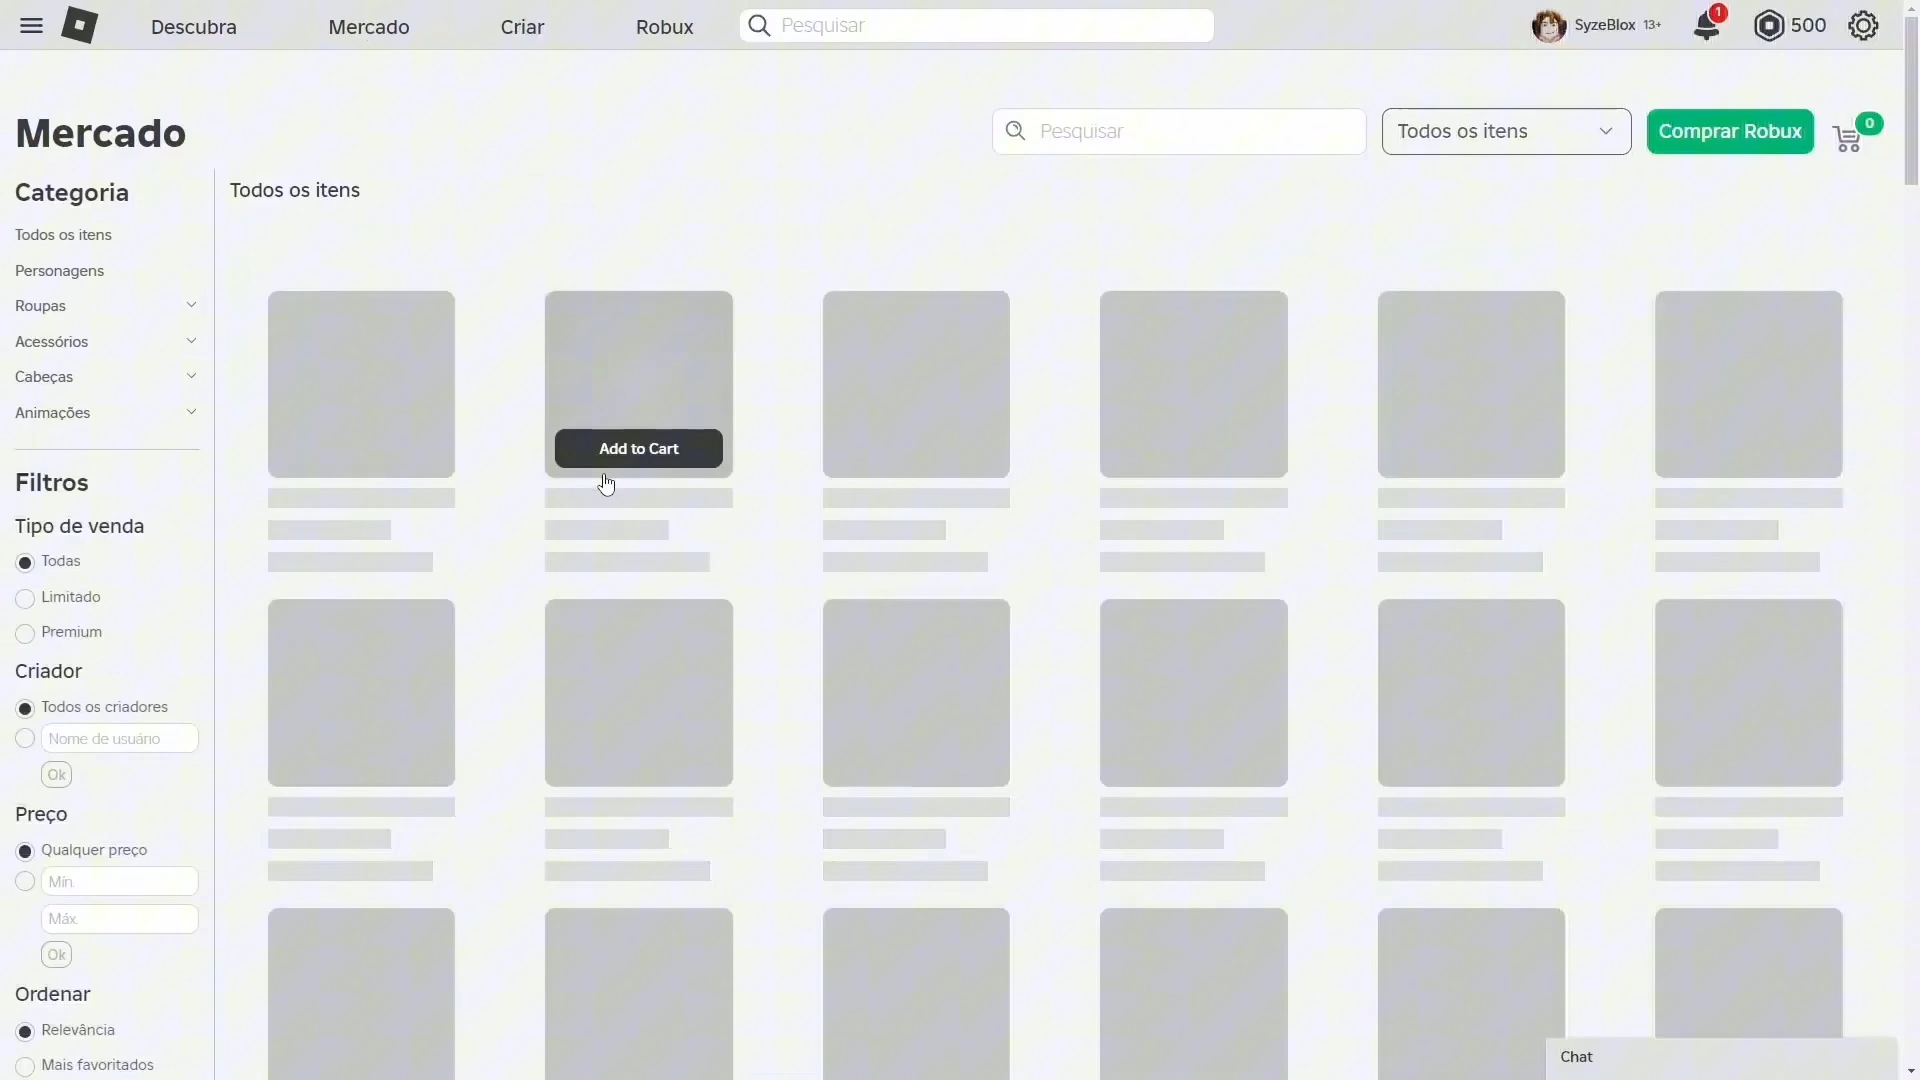 Descubra
Mercado
Criar
Robux
Pesquisar
SyzeBlox 13+
1
500
Mercado
Pesquisar
Todos os itens
Comprar Robux
0
Categoria
Todos os itens
Personagens
Roupas
Acessórios
Cabeças
Animações
Filtros
Tipo de venda
Todas
Limitado
Premium
Criador
Todos os criadores
Nome de usuário
Ok
Preço
Qualquer preço
Mín.
Máx.
Ok
Ordenar
Relevância
Mais favoritados
Todos os itens
Add to Cart
Chat